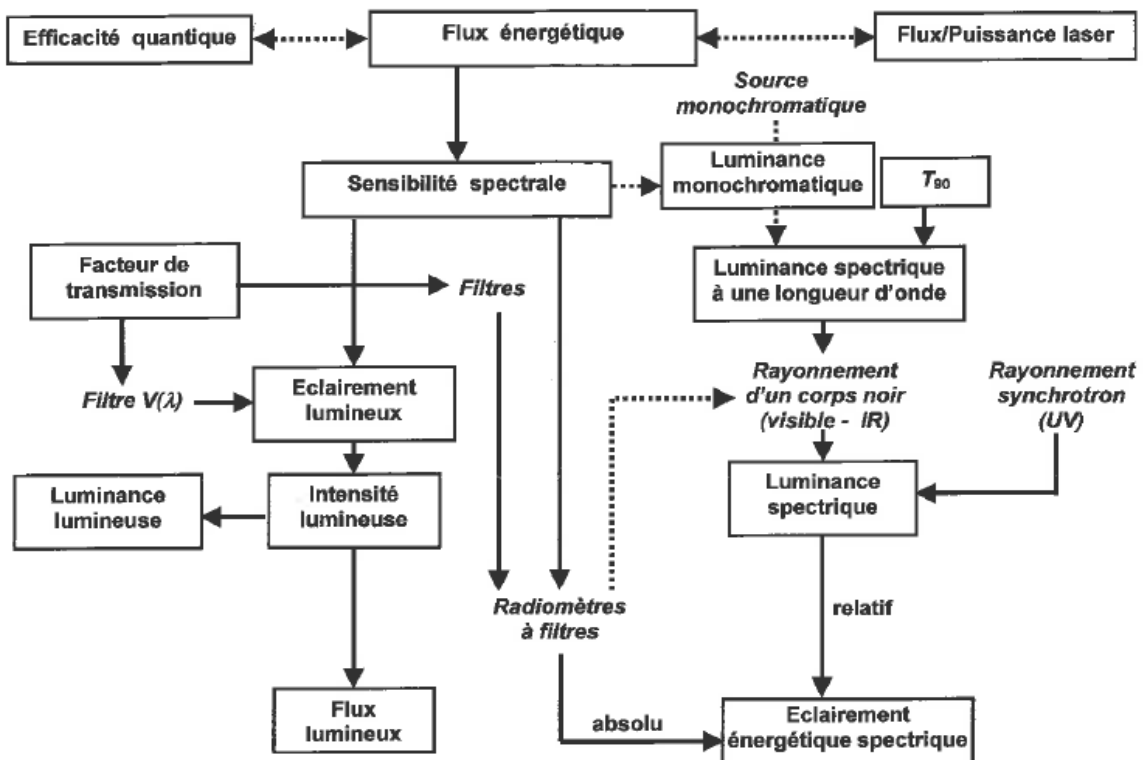 Efficacité quantique
Flux énergétique
Flux/Puissance laser
Source
monochromatique
Sensibilité spectrale
Luminance
monochromatique
T90
Facteur de
transmission
Filtres
Luminance spectrique
à une longueur d'onde
Filtre V(λ)
Eclairement
lumineux
Rayonnement
d'un corps noir
(visible - IR)
Rayonnement
synchrotron
(UV)
Luminance
lumineuse
Intensité
lumineuse
Luminance
spectrique
Radiomètres
à filtres
relatif
Flux
lumineux
absolu
Eclairement
énergétique spectrique